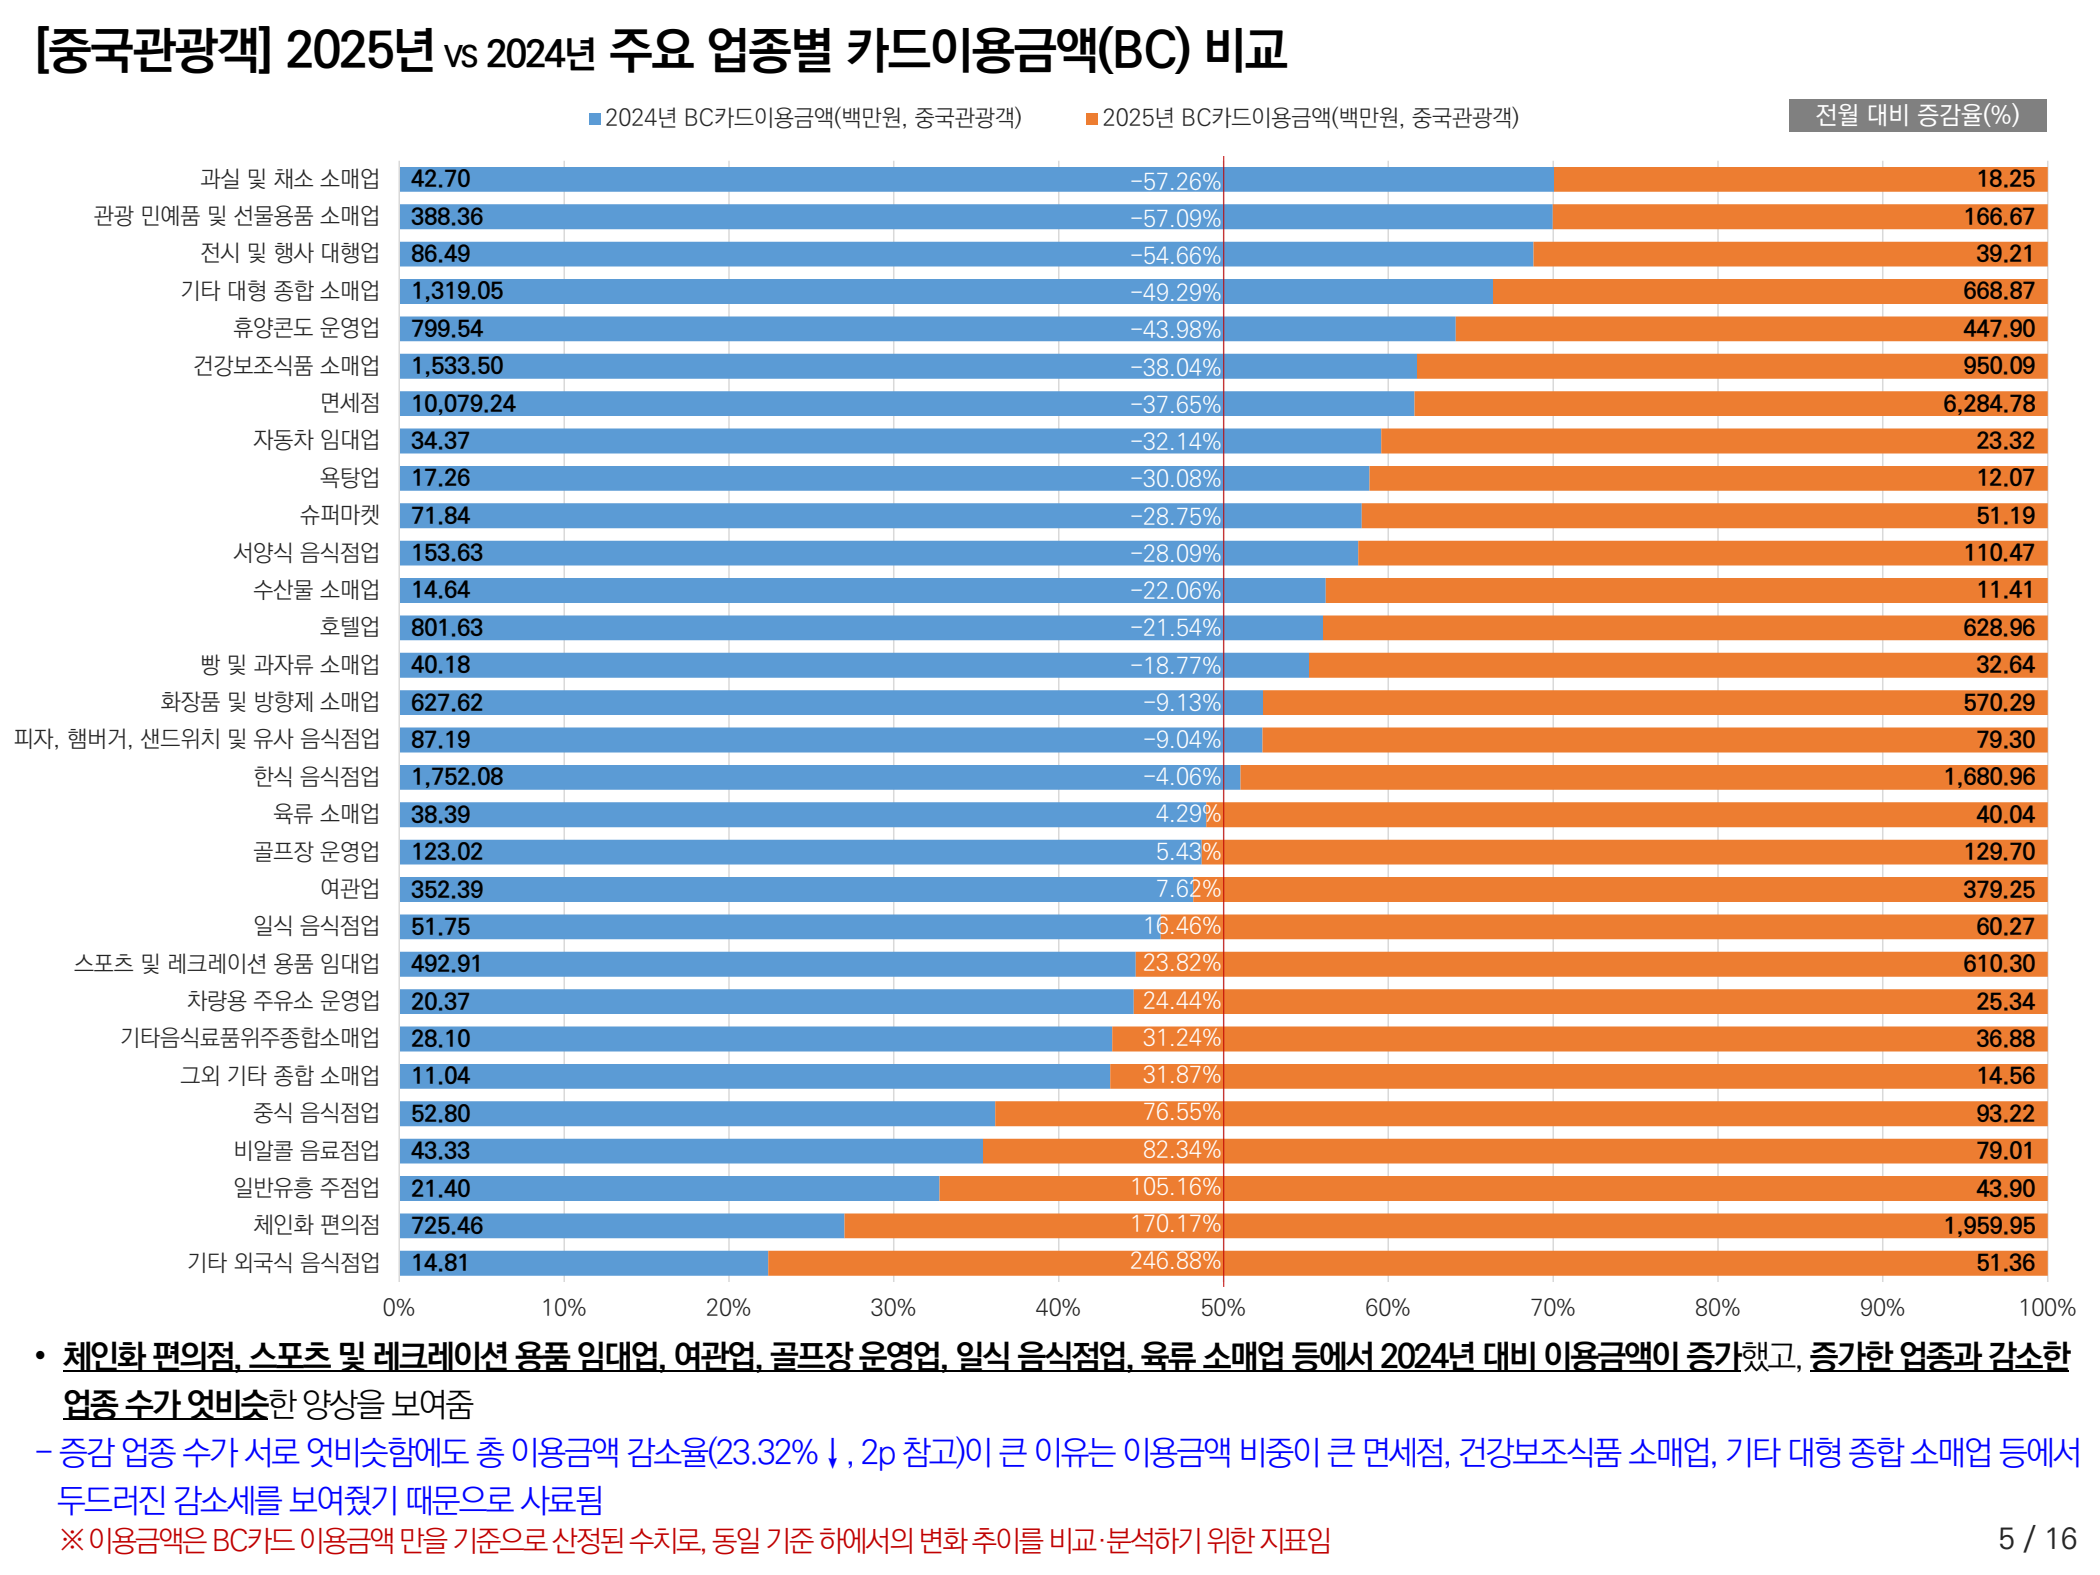 [중국관광객] 2025년 VS 2024년 주요 업종별 카드이용금액(BC) 비교
2024년 BC카드이용금액(백만원, 중국관광객) 2025년 BC카드이용금액(백만원, 중국관광객) 전월 대비 증감율(%)
과실 및 채소 소매업 42.70 -57.26% 18.25
관광 민예품 및 선물용품 소매업 388.36 -57.09% 166.67
전시 및 행사 대행업 86.49 -54.66% 39.21
기타 대형 종합 소매업 1,319.05 -49.29% 668.87
휴양콘도 운영업 799.54 -43.98% 447.90
건강보조식품 소매업 1,533.50 -38.04% 950.09
면세점 10,079.24 -37.65% 6,284.78
자동차 임대업 34.37 -32.14% 23.32
욕탕업 17.26 -30.08% 12.07
슈퍼마켓 71.84 -28.75% 51.19
서양식 음식점업 153.63 -28.09% 110.47
수산물 소매업 14.64 -22.06% 11.41
호텔업 801.63 -21.54% 628.96
빵 및 과자류 소매업 40.18 -18.77% 32.64
화장품 및 방향제 소매업 627.62 -9.13% 570.29
피자, 햄버거, 샌드위치 및 유사 음식점업 87.19 -9.04% 79.30
한식 음식점업 1,752.08 -4.06% 1,680.96
육류 소매업 38.39 4.29% 40.04
골프장 운영업 123.02 5.43% 129.70
여관업 352.39 7.62% 379.25
일식 음식점업 51.75 16.46% 60.27
스포츠 및 레크레이션 용품 임대업 492.91 23.82% 610.30
차량용 주유소 운영업 20.37 24.44% 25.34
기타음식료품위주종합소매업 28.10 31.24% 36.88
그외 기타 종합 소매업 11.04 31.87% 14.56
중식 음식점업 52.80 76.55% 93.22
비알콜 음료점업 43.33 82.34% 79.01
일반유흥 주점업 21.40 105.16% 43.90
체인화 편의점 725.46 170.17% 1,959.95
기타 외국식 음식점업 14.81 246.88% 51.36
0% 10% 20% 30% 40% 50% 60% 70% 80% 90% 100%
• 체인화 편의점, 스포츠 및 레크레이션 용품 임대업, 여관업, 골프장 운영업, 일식 음식점업, 육류 소매업 등에서 2024년 대비 이용금액이 증가했고, 증가한 업종과 감소한
업종 수가 엇비슷한 양상을 보여줌
- 증감 업종 수가 서로 엇비슷함에도 총 이용금액 감소율(23.32%↓, 2p 참고)이 큰 이유는 이용금액 비중이 큰 면세점, 건강보조식품 소매업, 기타 대형 종합 소매업 등에서
두드러진 감소세를 보여줬기 때문으로 사료됨
※ 이용금액은 BC카드 이용금액 만을 기준으로 산정된 수치로, 동일 기준 하에서의 변화 추이를 비교·분석하기 위한 지표임
5 / 16